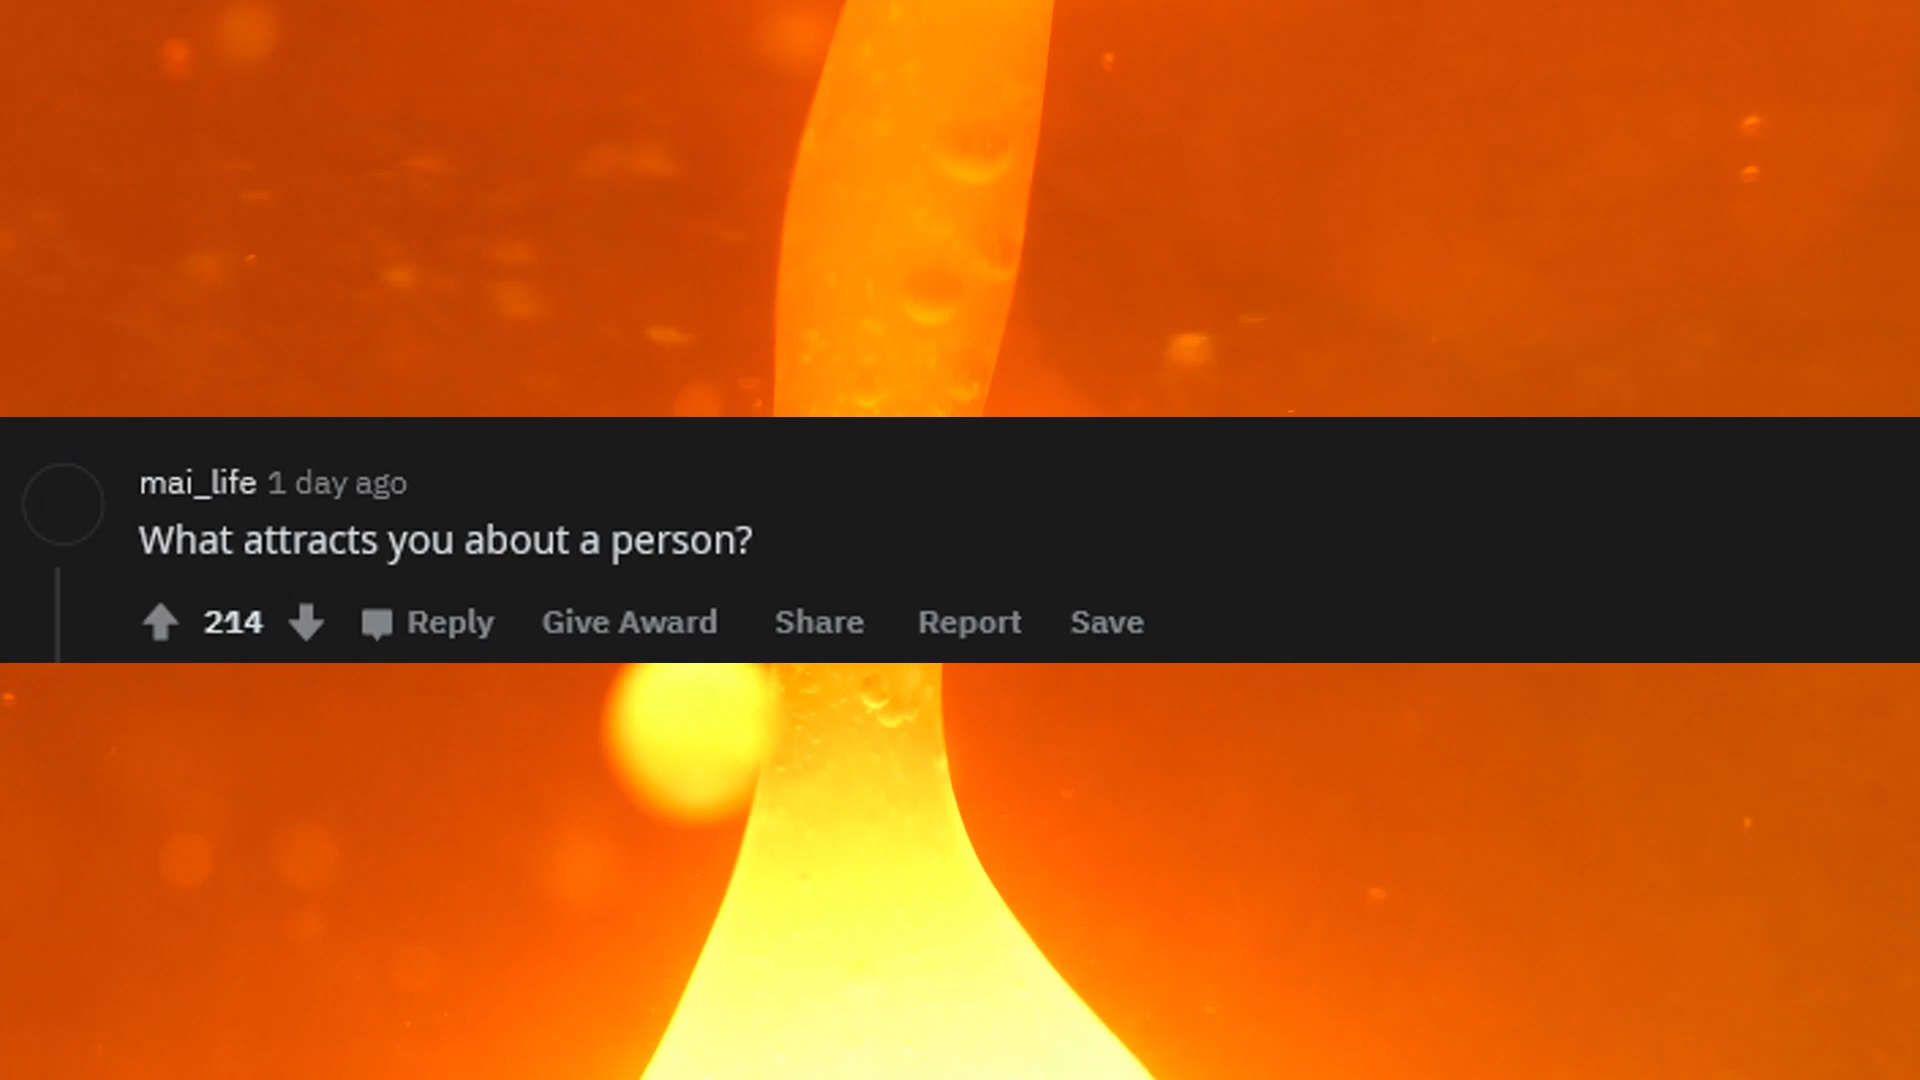 mai_life 1 day ago
What attracts you about a person?
214 Reply Give Award Share Report Save